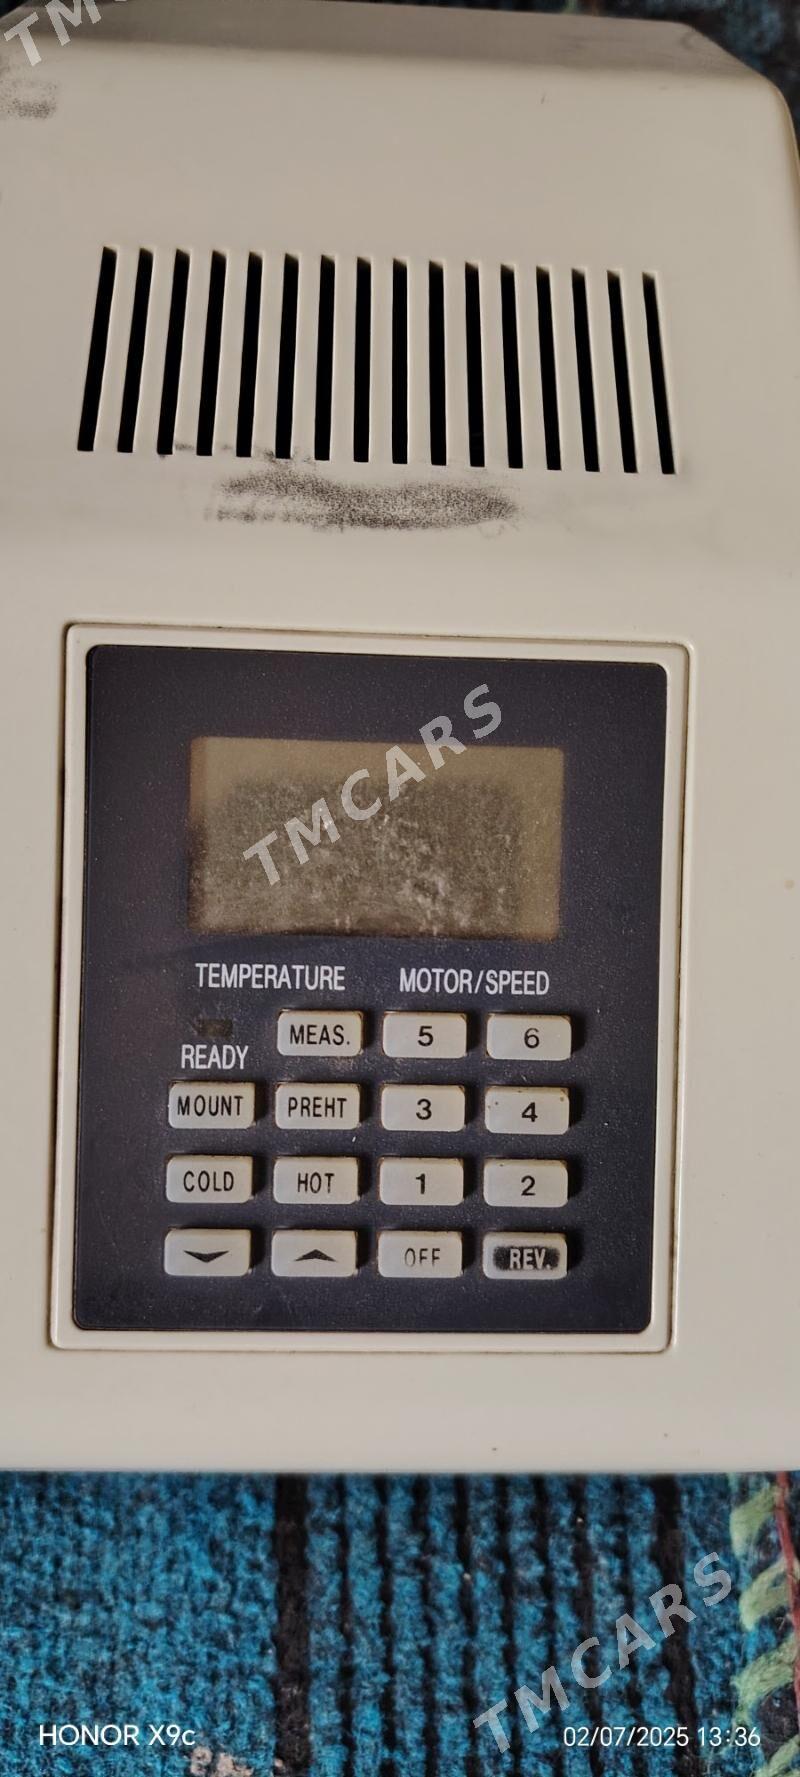 TMCARS
TMCARS
TEMPERATURE MOTOR/SPEED
MEAS. 5 6
READY
MOUNT PREHT 3 4
COLD HOT 1 2
OFF REV.
TMCARS
HONOR X9c 02/07/2025 13:36